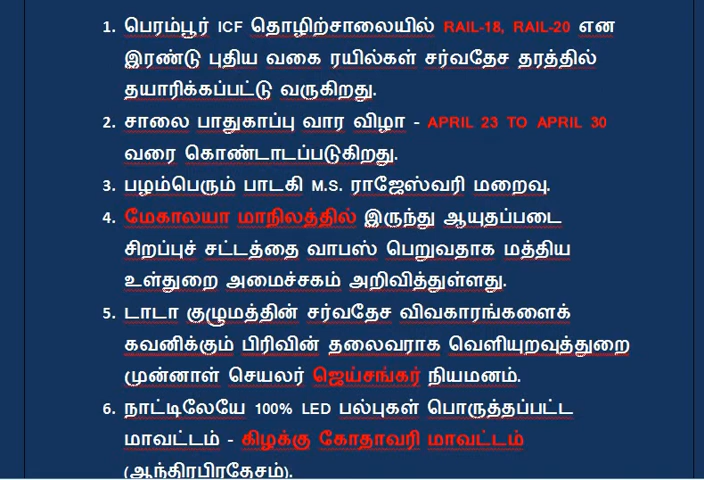 1. பெரம்பூர் ICF தொழிற்சாலையில் RAIL-18, RAIL-20 என
இரண்டு புதிய வகை ரயில்கள் சர்வதேச தரத்தில்
தயாரிக்கப்பட்டு வருகிறது.
2. சாலை பாதுகாப்பு வார விழா - APRIL 23 TO APRIL 30
வரை கொண்டாடப்படுகிறது.
3. பழம்பெரும் பாடகி M.S. ராஜேஸ்வரி மறைவு.
4. மேகாலயா மாநிலத்தில் இருந்து ஆயுதப்படை
சிறப்புச் சட்டத்தை வாபஸ் பெறுவதாக மத்திய
உள்துறை அமைச்சகம் அறிவித்துள்ளது.
5. டாடா குழுமத்தின் சர்வதேச விவகாரங்களைக்
கவனிக்கும் பிரிவின் தலைவராக வெளியுறவுத்துறை
முன்னாள் செயலர் ஜெய்சங்கர் நியமனம்.
6. நாட்டிலேயே 100% LED பல்புகள் பொருத்தப்பட்ட
மாவட்டம் - கிழக்கு கோதாவரி மாவட்டம்
(ஆந்திரபிரதேசம்).